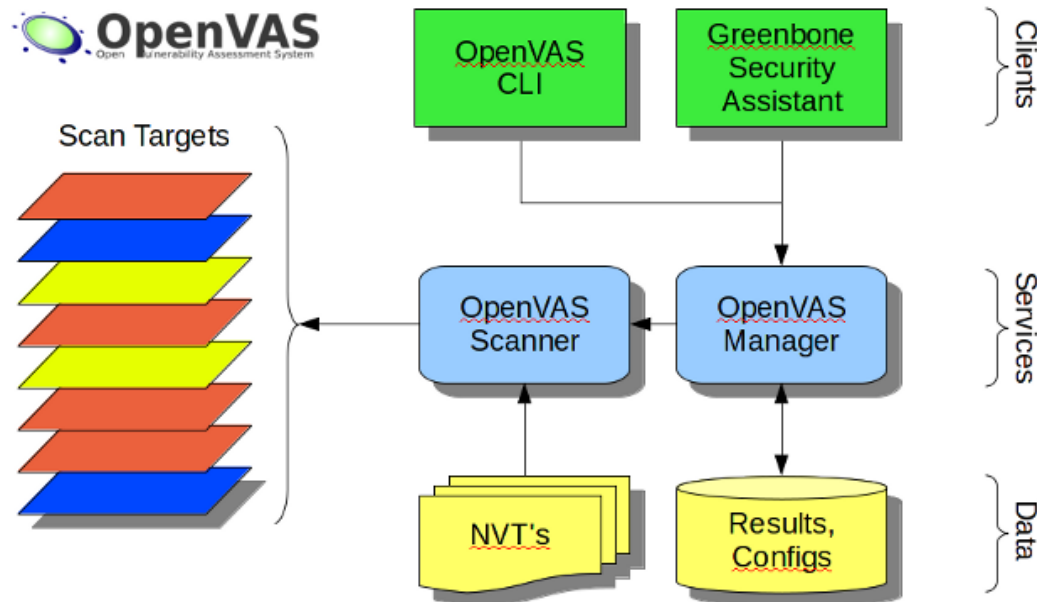 OpenVAS
Open Vulnerability Assessment System
Scan Targets
OpenVAS
CLI
Greenbone
Security
Assistant
Clients
OpenVAS
Scanner
OpenVAS
Manager
Services
NVT's
Results,
Configs
Data